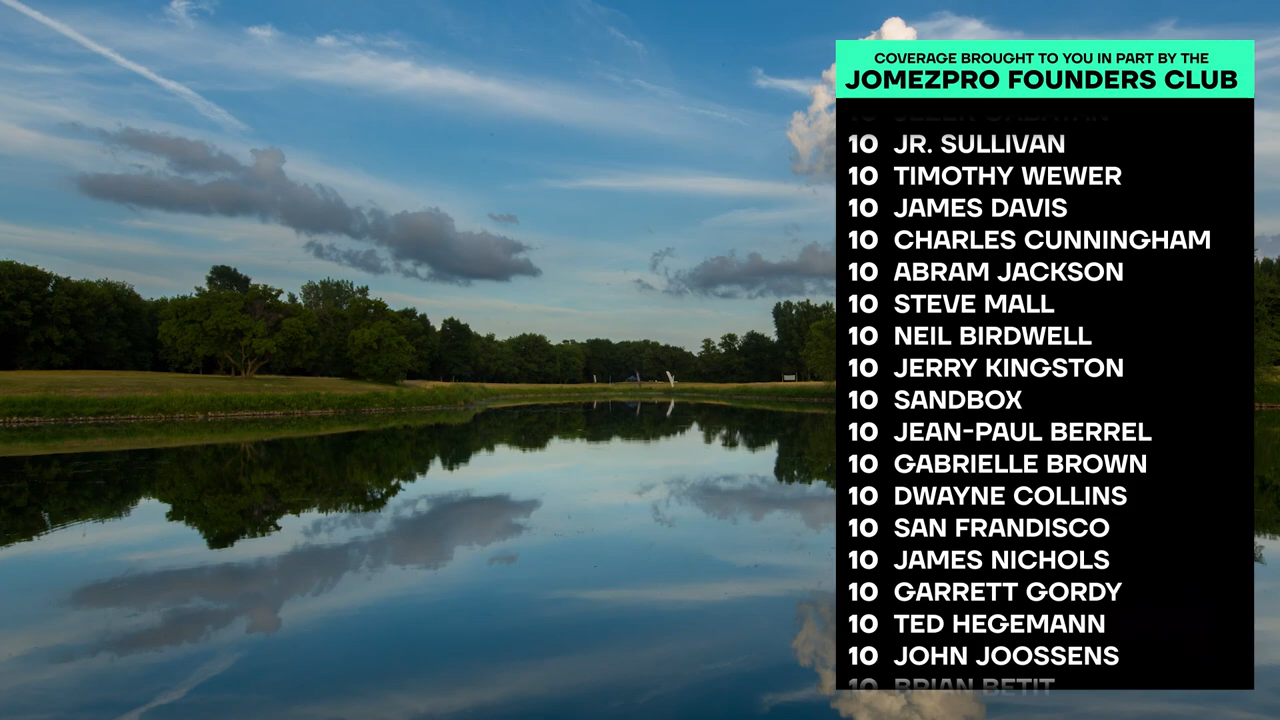 COVERAGE BROUGHT TO YOU IN PART BY THE
JOMEZPRO FOUNDERS CLUB
10 JR. SULLIVAN
10 TIMOTHY WEWER
10 JAMES DAVIS
10 CHARLES CUNNINGHAM
10 ABRAM JACKSON
10 STEVE MALL
10 NEIL BIRDWELL
10 JERRY KINGSTON
10 SANDBOX
10 JEAN-PAUL BERREL
10 GABRIELLE BROWN
10 DWAYNE COLLINS
10 SAN FRANDISCO
10 JAMES NICHOLS
10 GARRETT GORDY
10 TED HEGEMANN
10 JOHN JOOSSENS
10 BRIAN BETIT